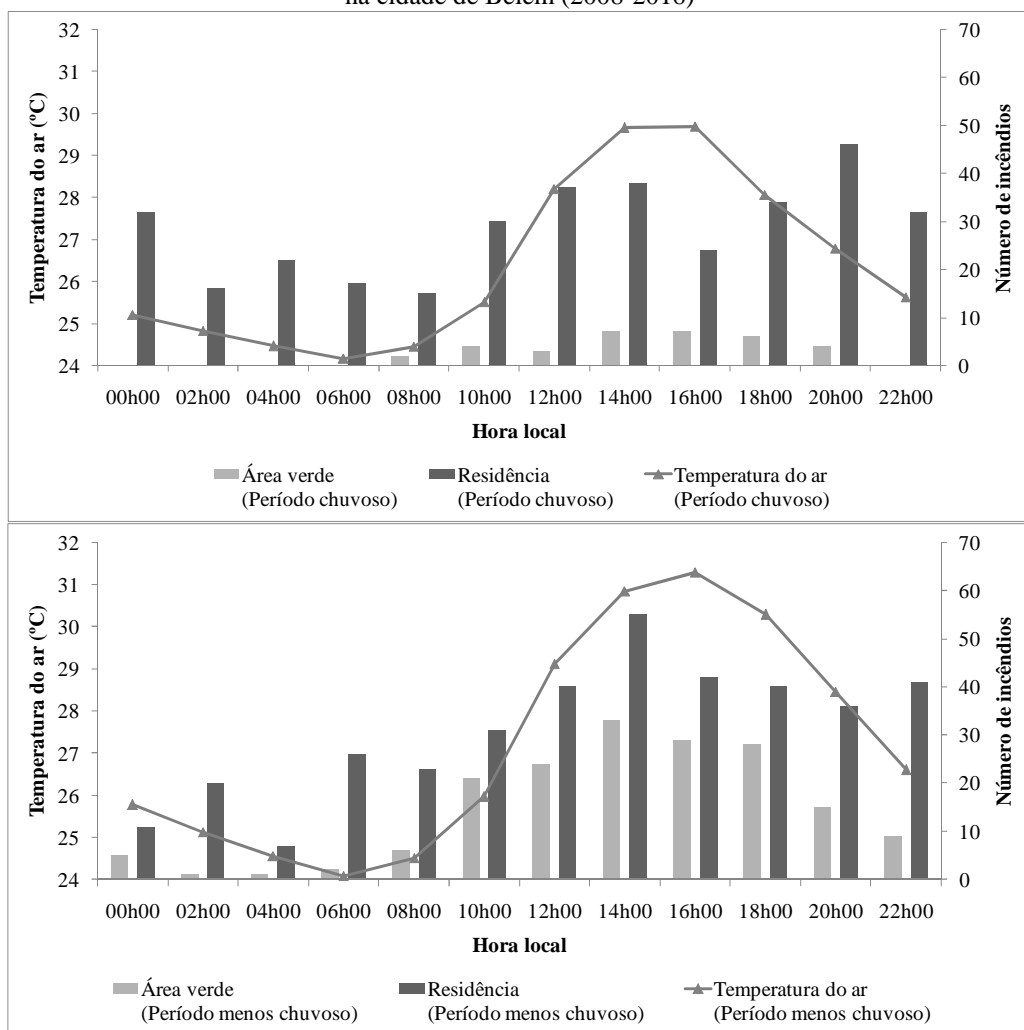 na cidade de Belém (2008-2016)
32
31
30
29
28
27
26
25
24
Temperatura do ar (ºC)
70
60
50
40
30
20
10
0
Número de incêndios
00h00 02h00 04h00 06h00 08h00 10h00 12h00 14h00 16h00 18h00 20h00 22h00
Hora local
Área verde
(Período chuvoso)
Residência
(Período chuvoso)
Temperatura do ar
(Período chuvoso)
32
31
30
29
28
27
26
25
24
Temperatura do ar (ºC)
70
60
50
40
30
20
10
0
Número de incêndios
00h00 02h00 04h00 06h00 08h00 10h00 12h00 14h00 16h00 18h00 20h00 22h00
Hora local
Área verde
(Período menos chuvoso)
Residência
(Período menos chuvoso)
Temperatura do ar
(Período menos chuvoso)